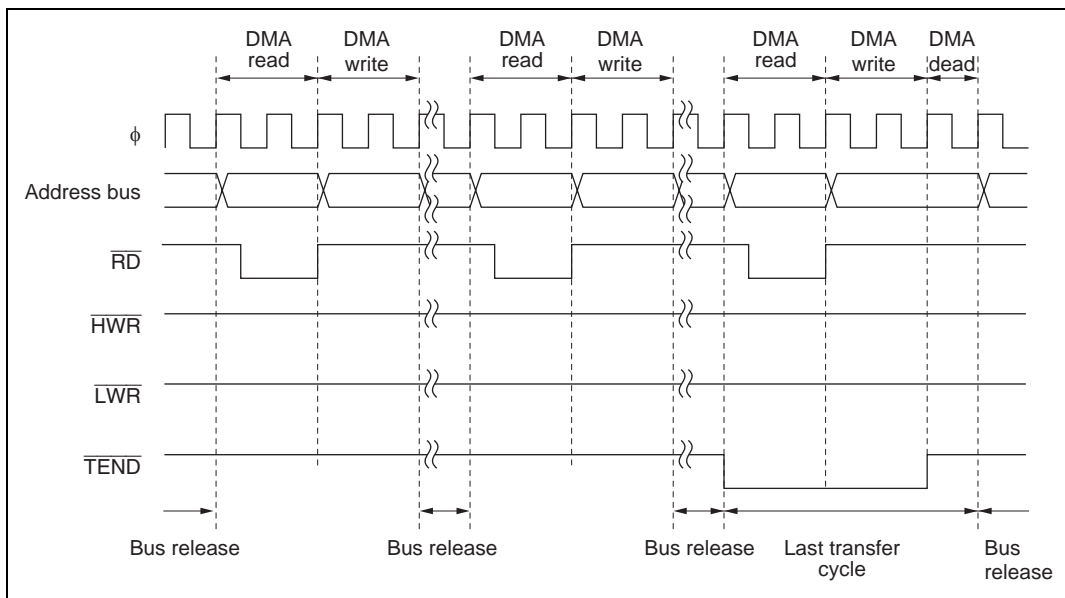 DMA read
DMA write
DMA read
DMA write
DMA read
DMA write
DMA dead
φ
Address bus
RD
HWR
LWR
TEND
Bus release
Bus release
Bus release
Last transfer cycle
Bus release